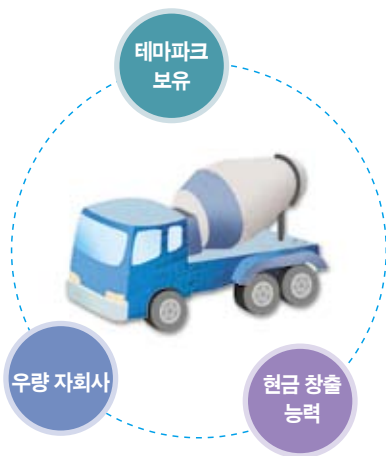 테마파크
보유
우량 자회사
현금 창출
능력